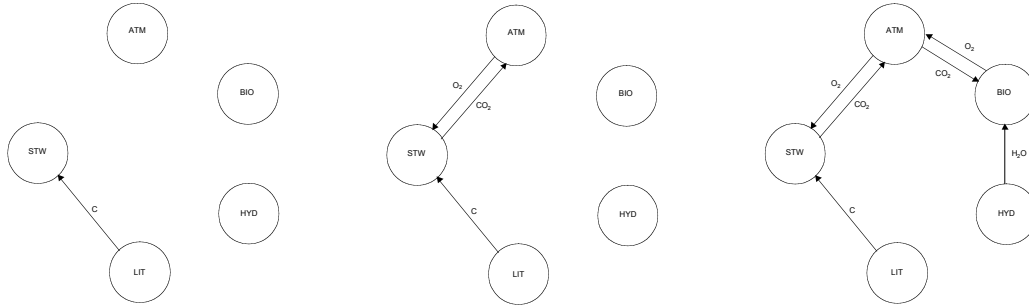 ATM
BIO
STW
HYD
C
LIT
ATM
O₂
CO₂
BIO
STW
HYD
C
LIT
ATM
O₂
CO₂
O₂
BIO
CO₂
STW
H₂O
C
HYD
LIT